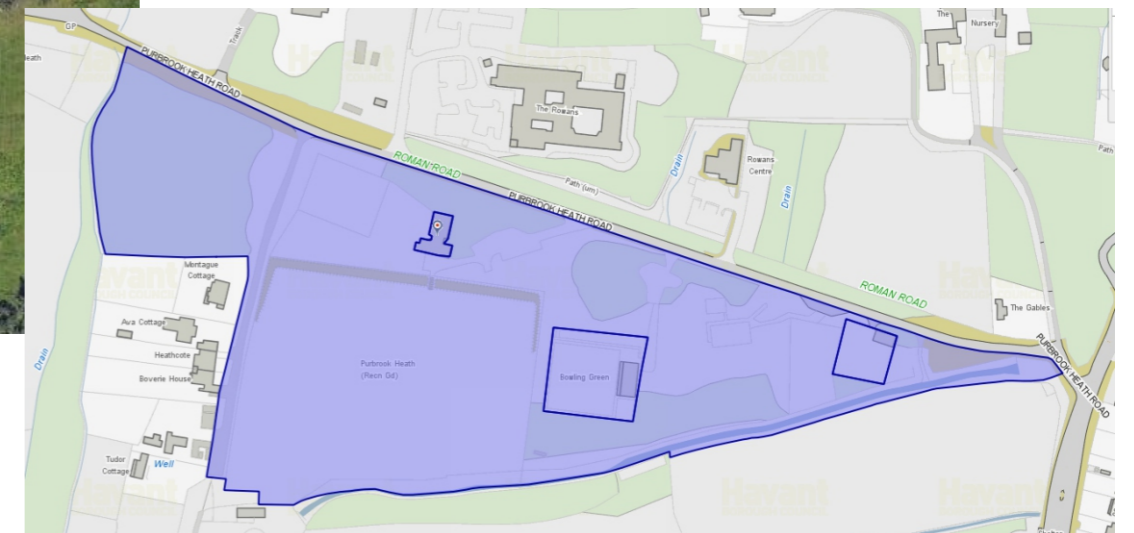 GP
Track
PURBROOK HEATH ROAD
The
Nursery
eath
The Rowans
ROMAN ROAD
Path (um)
PURBROOK HEATH ROAD
Drain
Rowans
Centre
Drain
Path
Montague
Cottage
Ava Cottage
Heathcote
Boverie House
Drain
Purbrook Heath
(Recn Gd)
Bowling Green
ROMAN ROAD
The Gables
PURBROOK HEATH ROAD
Tudor
Cottage
Well
Havant
Havant
Havant
Havant